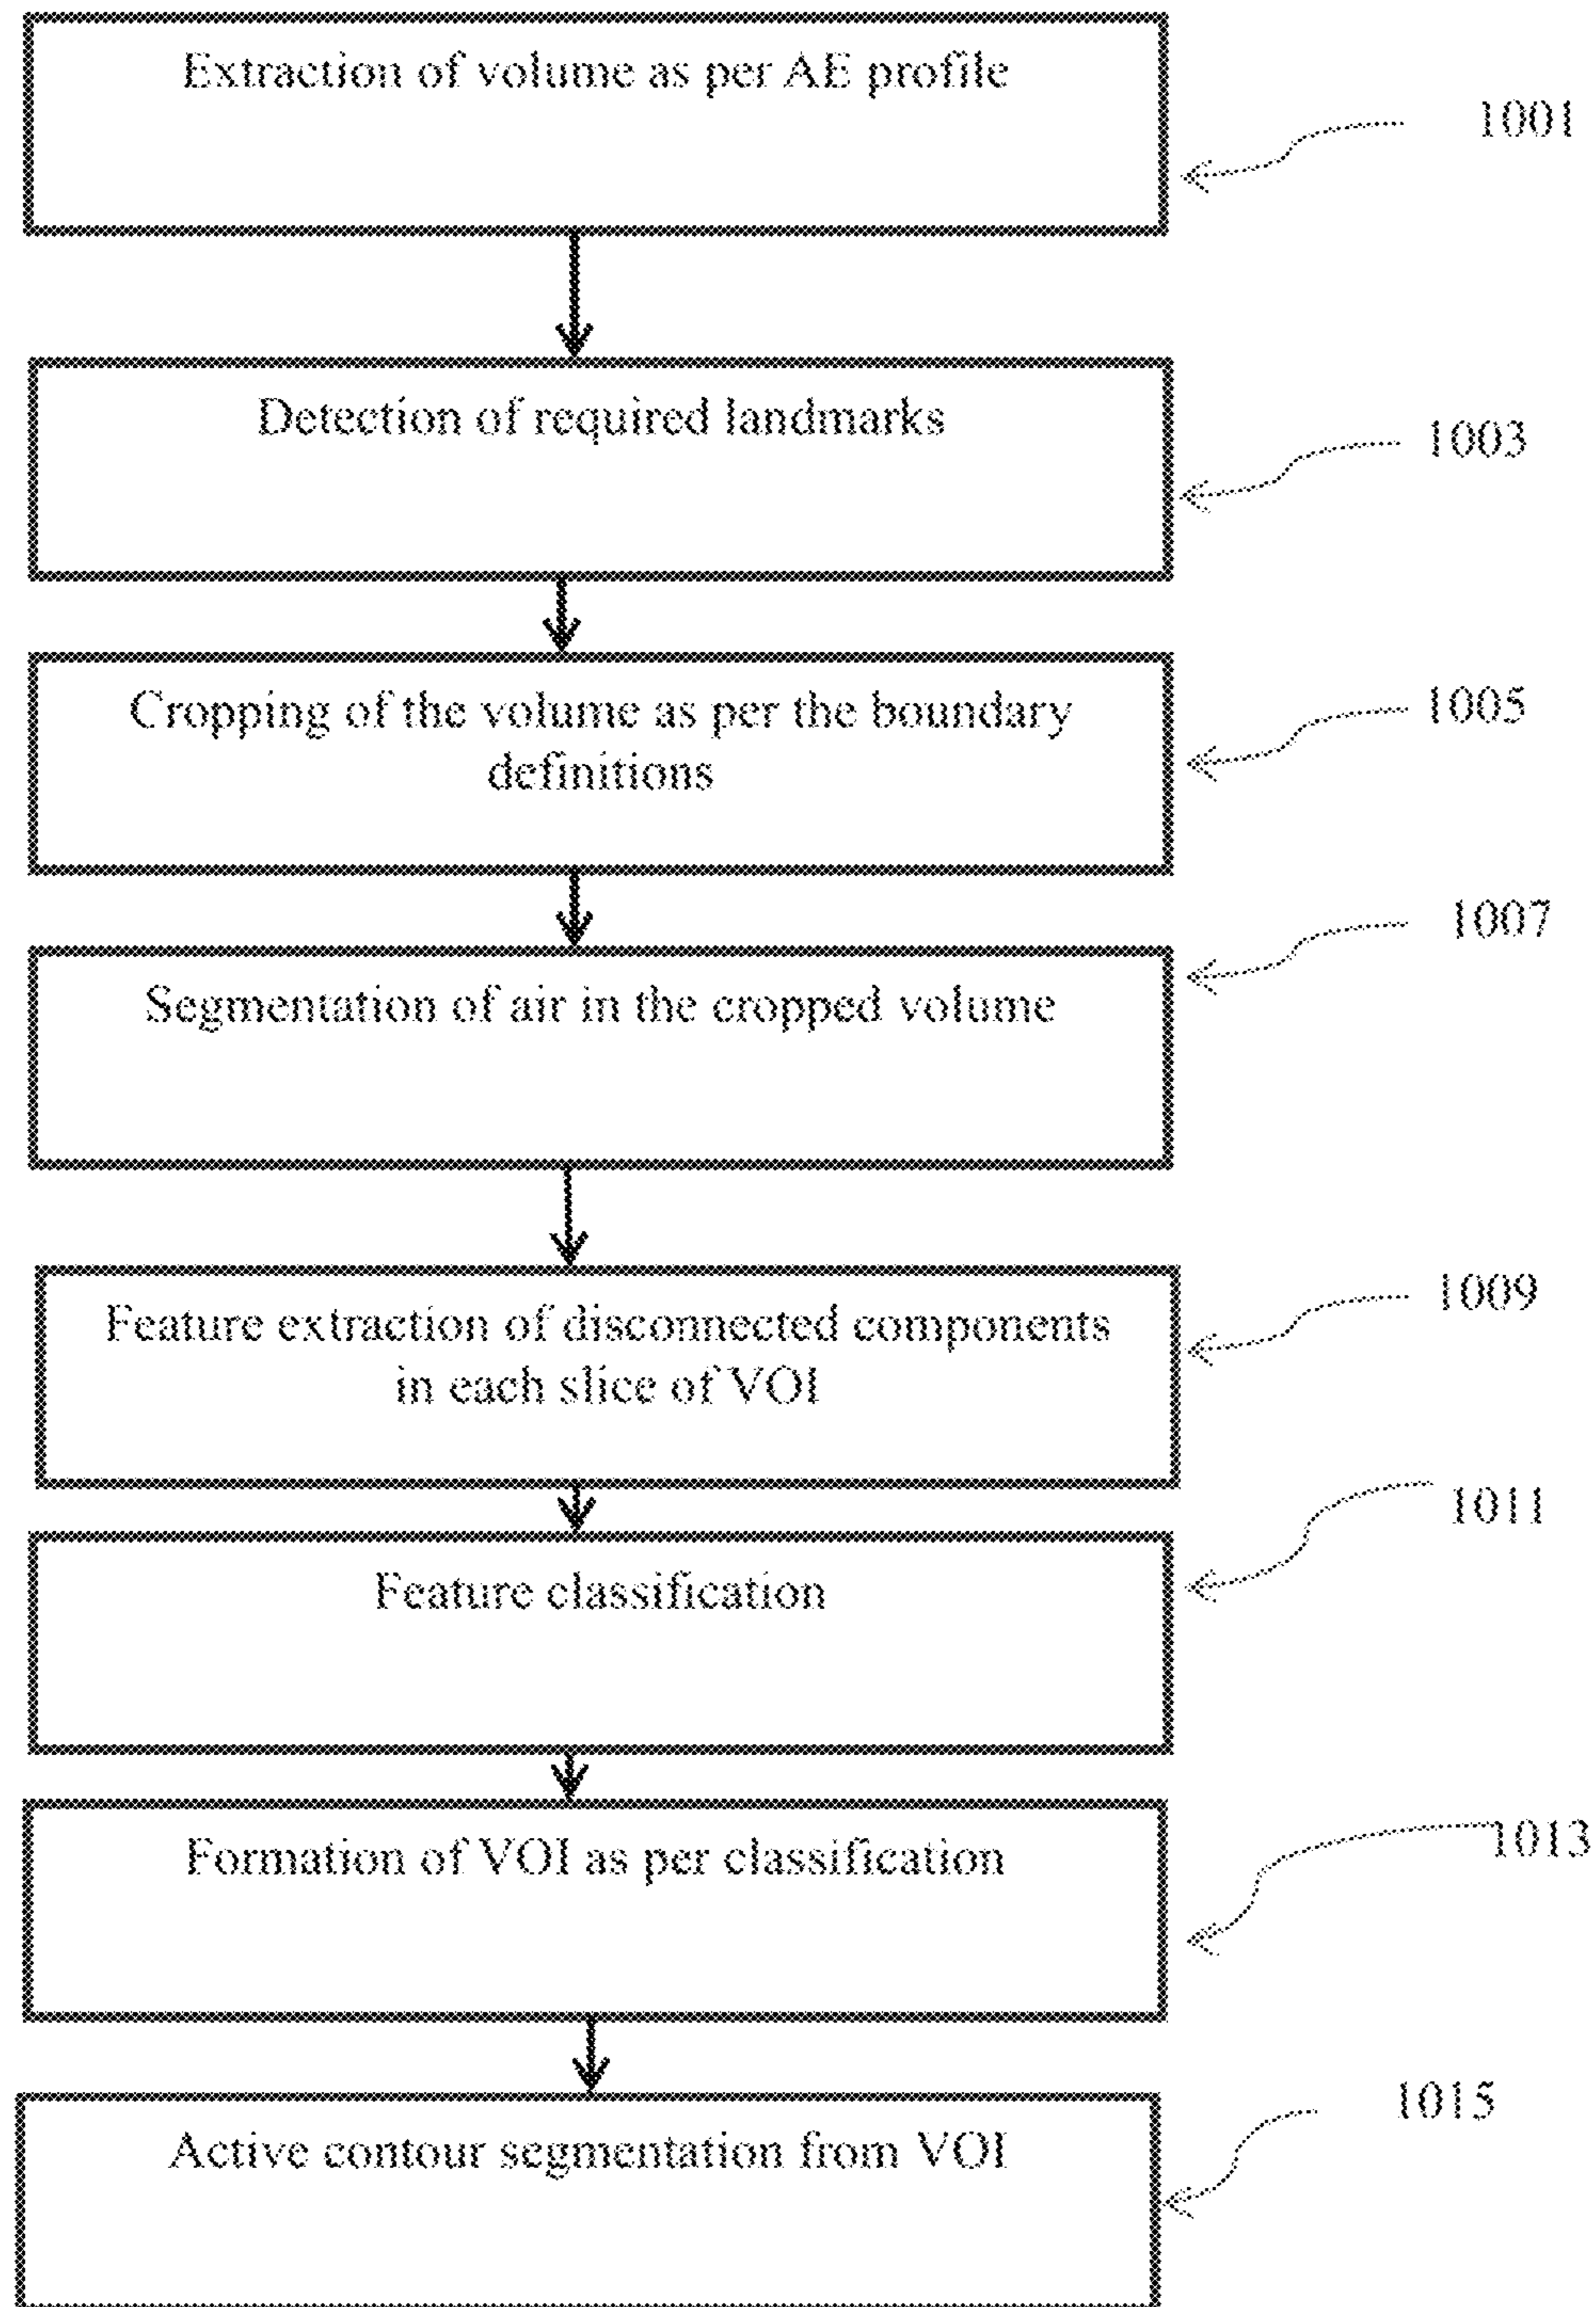 Extraction of volume as per AE profile
1001
Detection of required landmarks
1003
Cropping of the volume as per the boundary
definitions
1005
1007
Segmentation of air in the cropped volume
Feature extraction of disconnected components
in each slice of VOI
1009
1011
Feature classification
Formation of VOI as per classification
1013
Active contour segmentation from VOI
1015